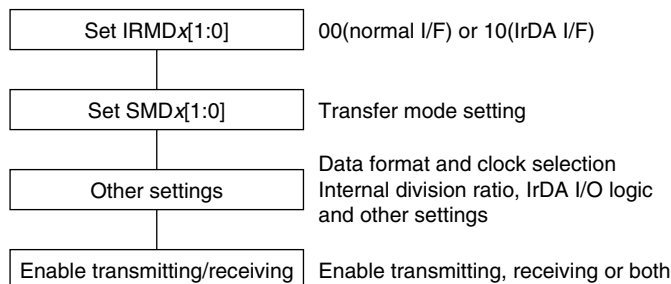 Set IRMDx[1:0]
00(normal I/F) or 10(IrDA I/F)
Set SMDx[1:0]
Transfer mode setting
Other settings
Data format and clock selection
Internal division ratio, IrDA I/O logic
and other settings
Enable transmitting/receiving
Enable transmitting, receiving or both